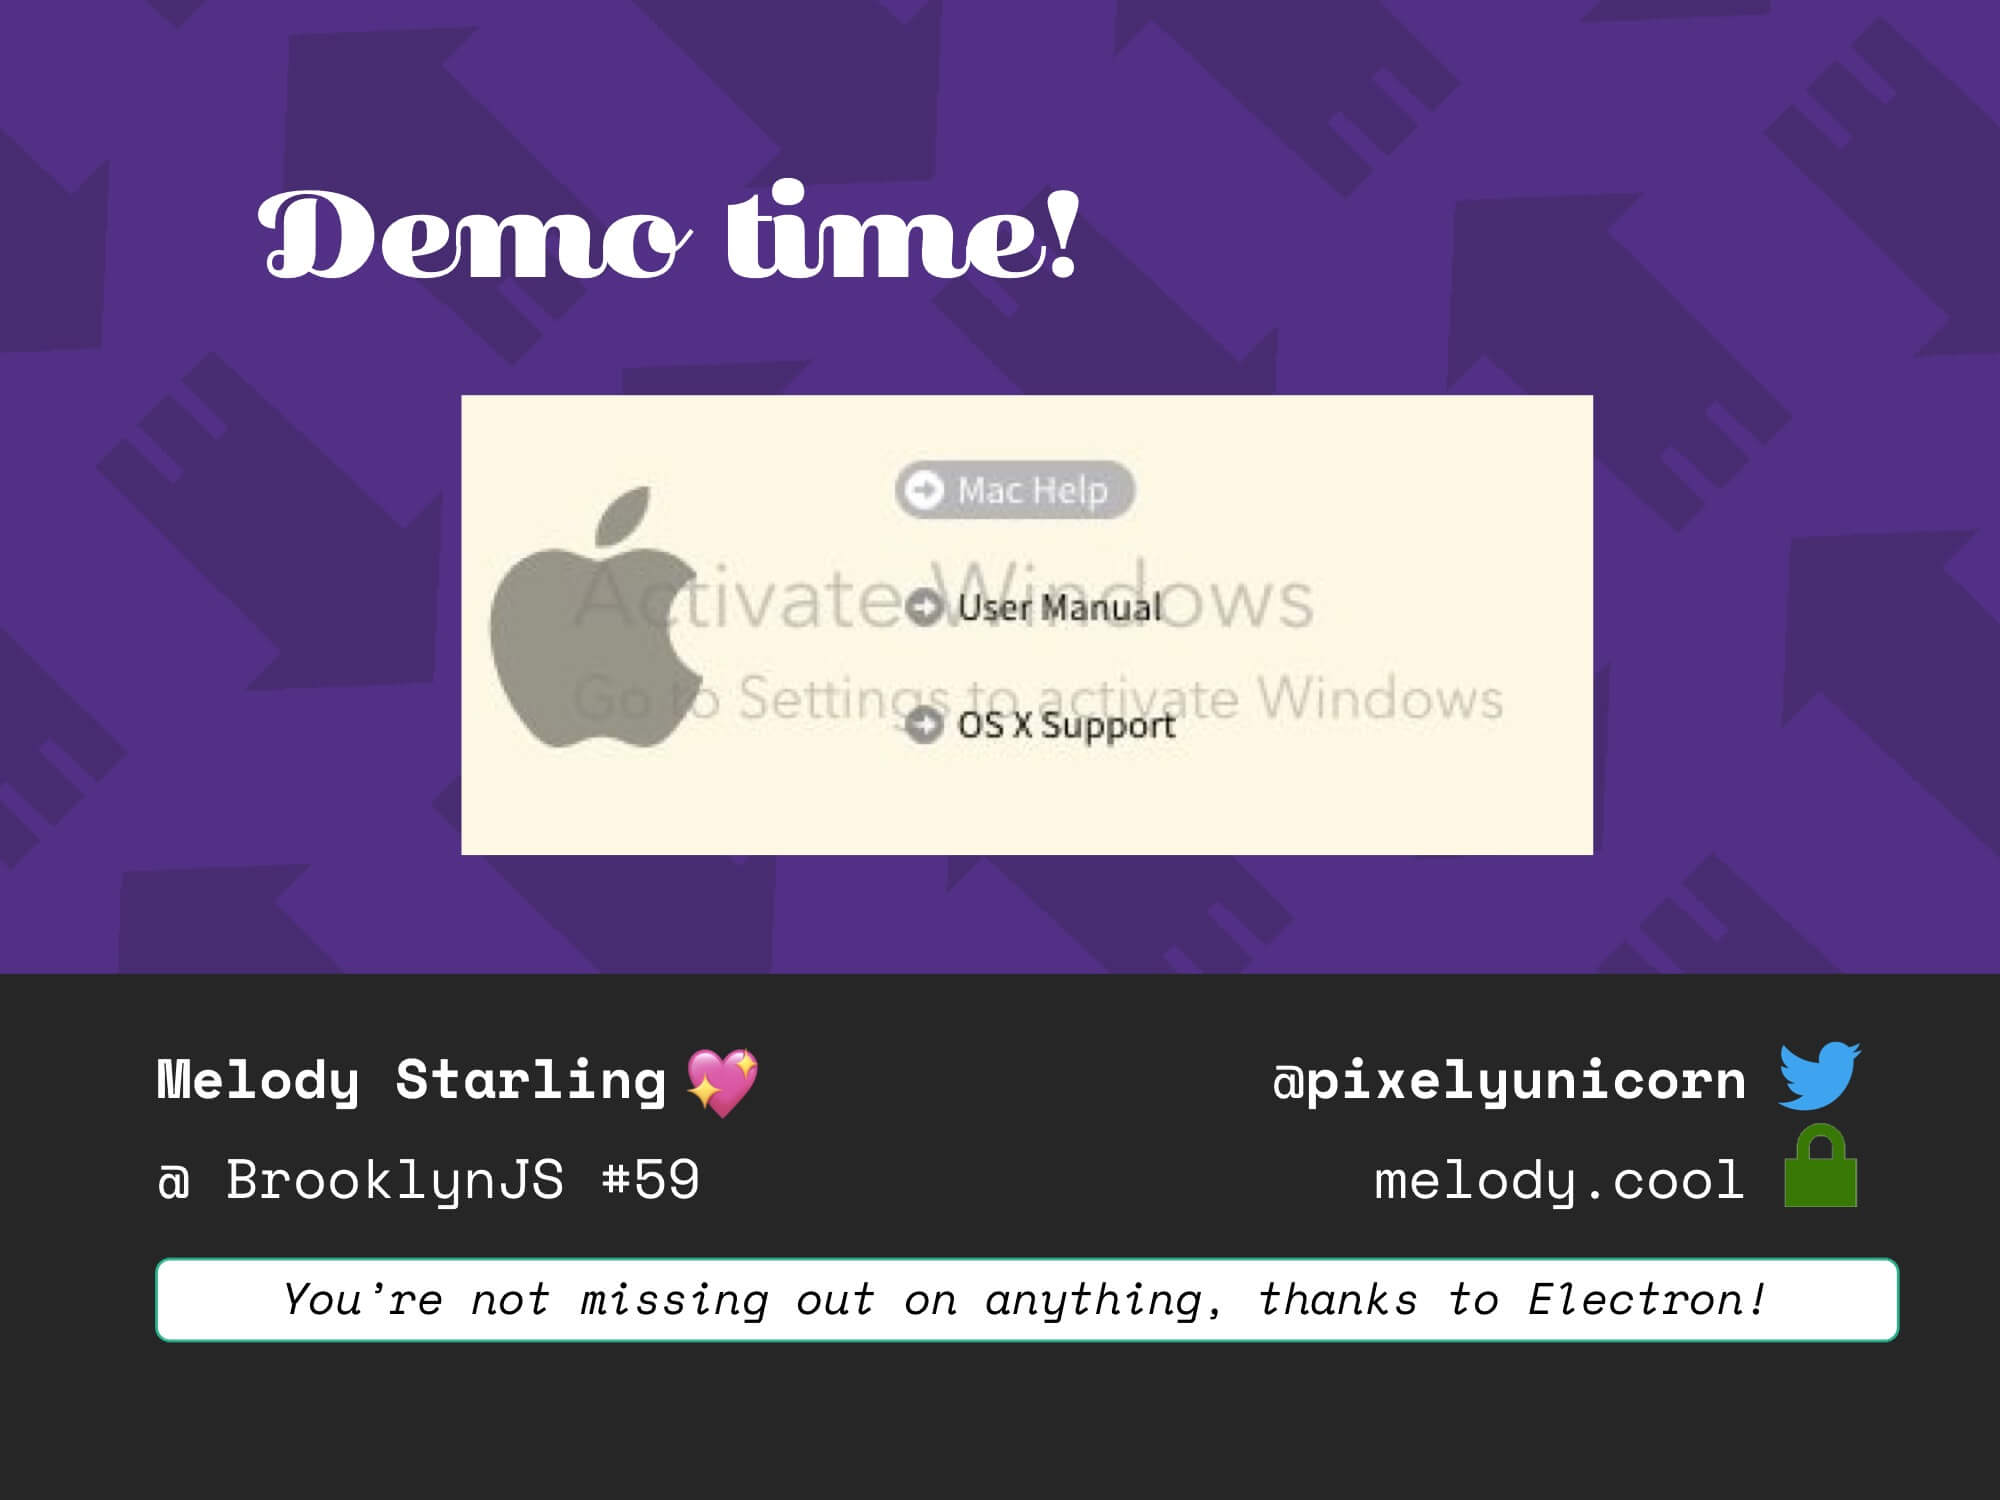 Demo time!
Mac Help
Activate Windows
User Manual
Go to Settings to activate Windows
OS X Support
Melody Starling 💖
@pixelyunicorn
@ BrooklynJS #59
melody.cool
You’re not missing out on anything, thanks to Electron!